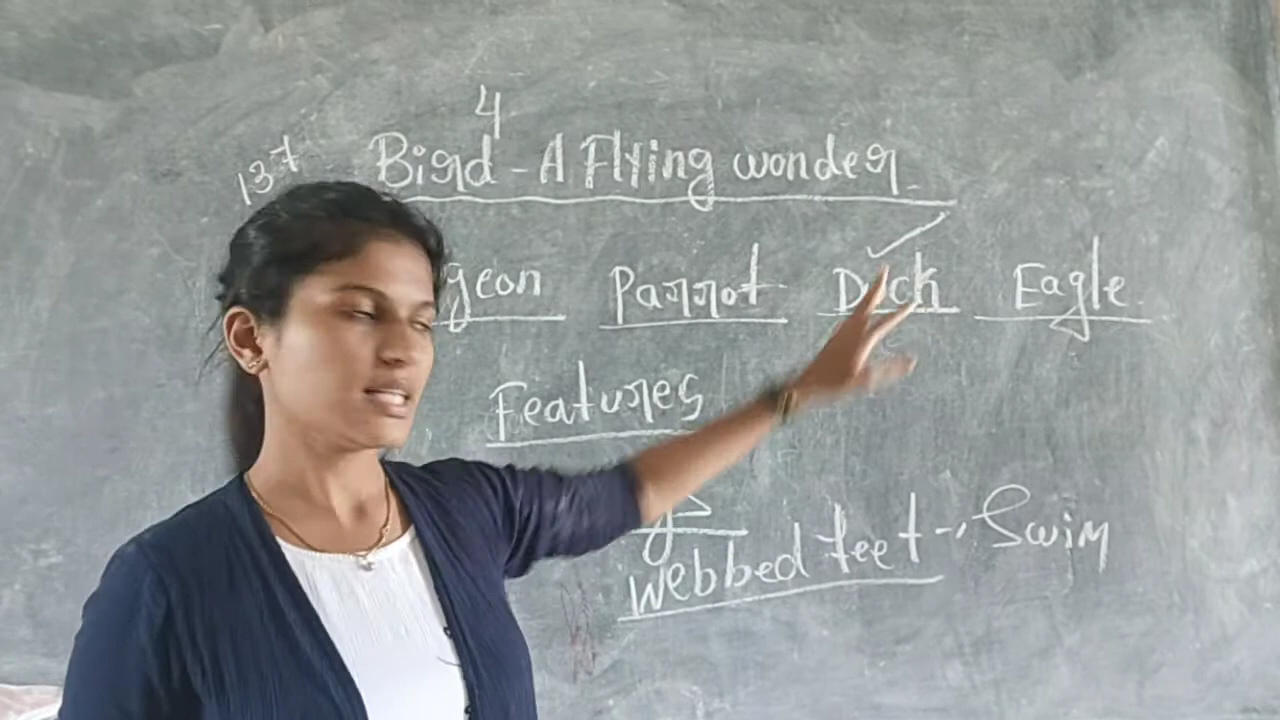 4
137 Bird - A Flying wonder
geon Parrot Duck Eagle
Features
Webbed feet - Swim